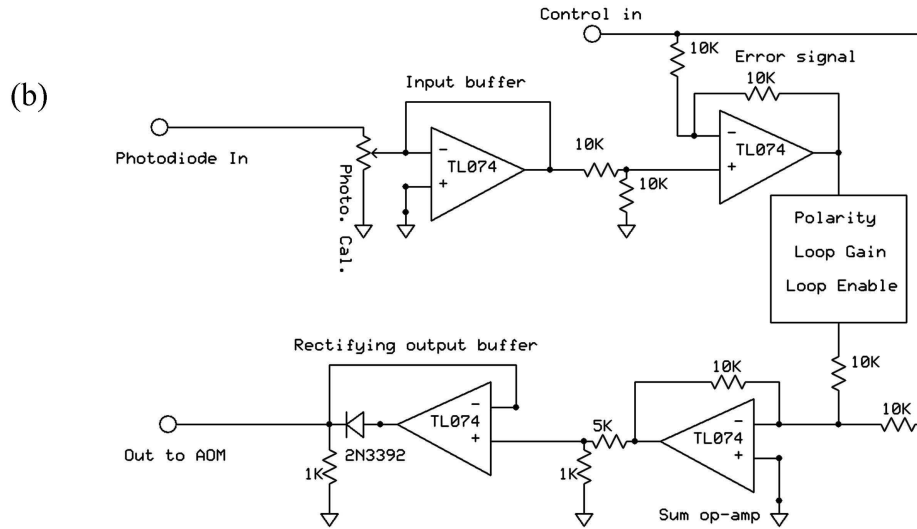 Control in
(b)
10K
Error signal
Input buffer
10K
Photodiode In
−
TL074
+
10K
10K
−
TL074
+
Photo. Cal.
Polarity
Loop Gain
Loop Enable
Rectifying output buffer
10K
10K
10K
−
TL074
+
5K
−
TL074
+
Out to AOM
2N3392
1K
1K
Sum op-amp